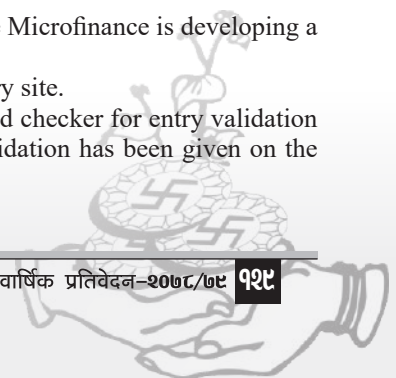 e Microfinance is developing a
ry site.
d checker for entry validation
idation has been given on the
वार्षिक प्रतिवेदन-२०७८/७९ १२९